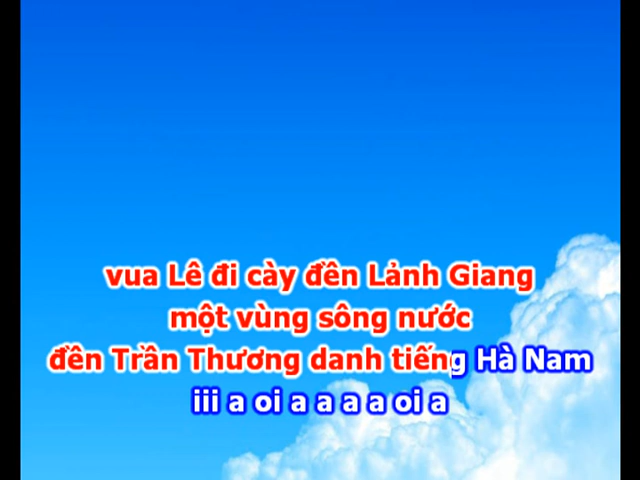 vua Lê đi cày đền Lảnh Giang
một vùng sông nước
đền Trần Thương danh tiếng Hà Nam
iii a oi a a a a oi a